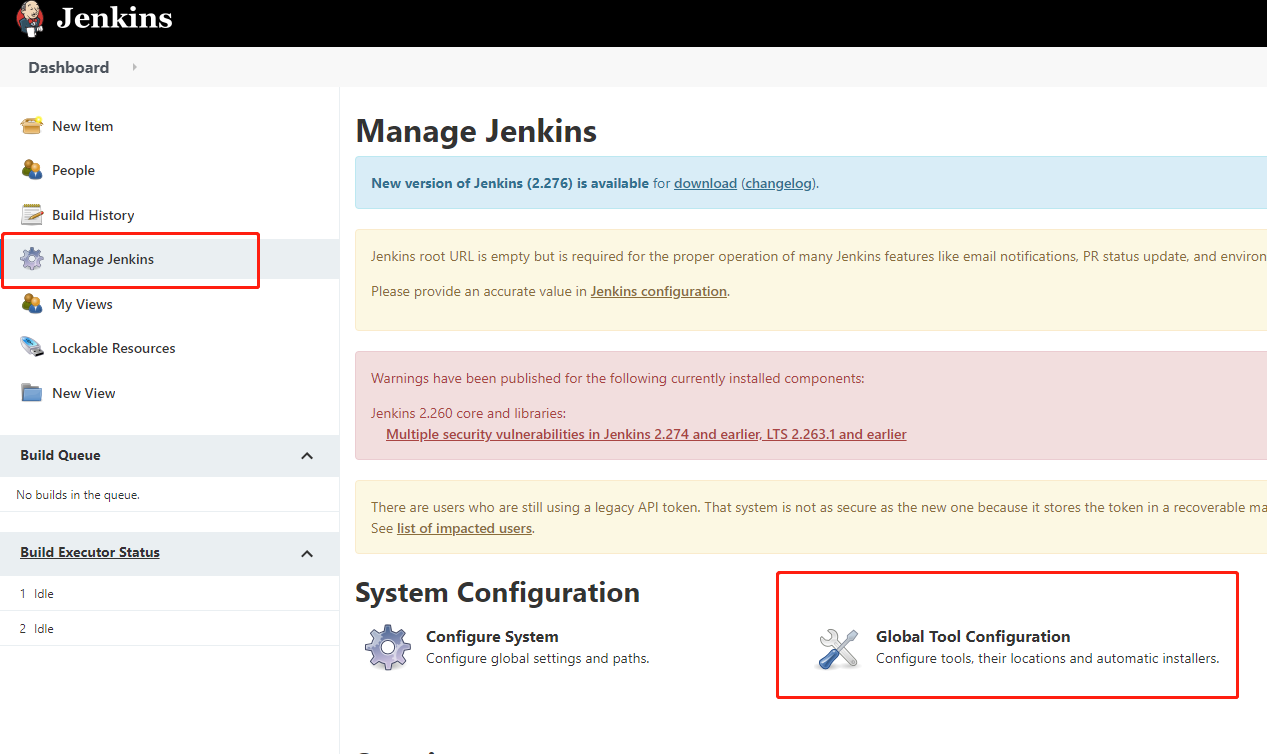 Jenkins
Dashboard
New Item
People
Build History
Manage Jenkins
My Views
Lockable Resources
New View
Build Queue
No builds in the queue.
Build Executor Status
1 Idle
2 Idle
Manage Jenkins
New version of Jenkins (2.276) is available for download (changelog).
Jenkins root URL is empty but is required for the proper operation of many Jenkins features like email notifications, PR status update, and environ
Please provide an accurate value in Jenkins configuration.
Warnings have been published for the following currently installed components:
Jenkins 2.260 core and libraries:
Multiple security vulnerabilities in Jenkins 2.274 and earlier, LTS 2.263.1 and earlier
There are users who are still using a legacy API token. That system is not as secure as the new one because it stores the token in a recoverable ma
See list of impacted users.
System Configuration
Configure System
Configure global settings and paths.
Global Tool Configuration
Configure tools, their locations and automatic installers.